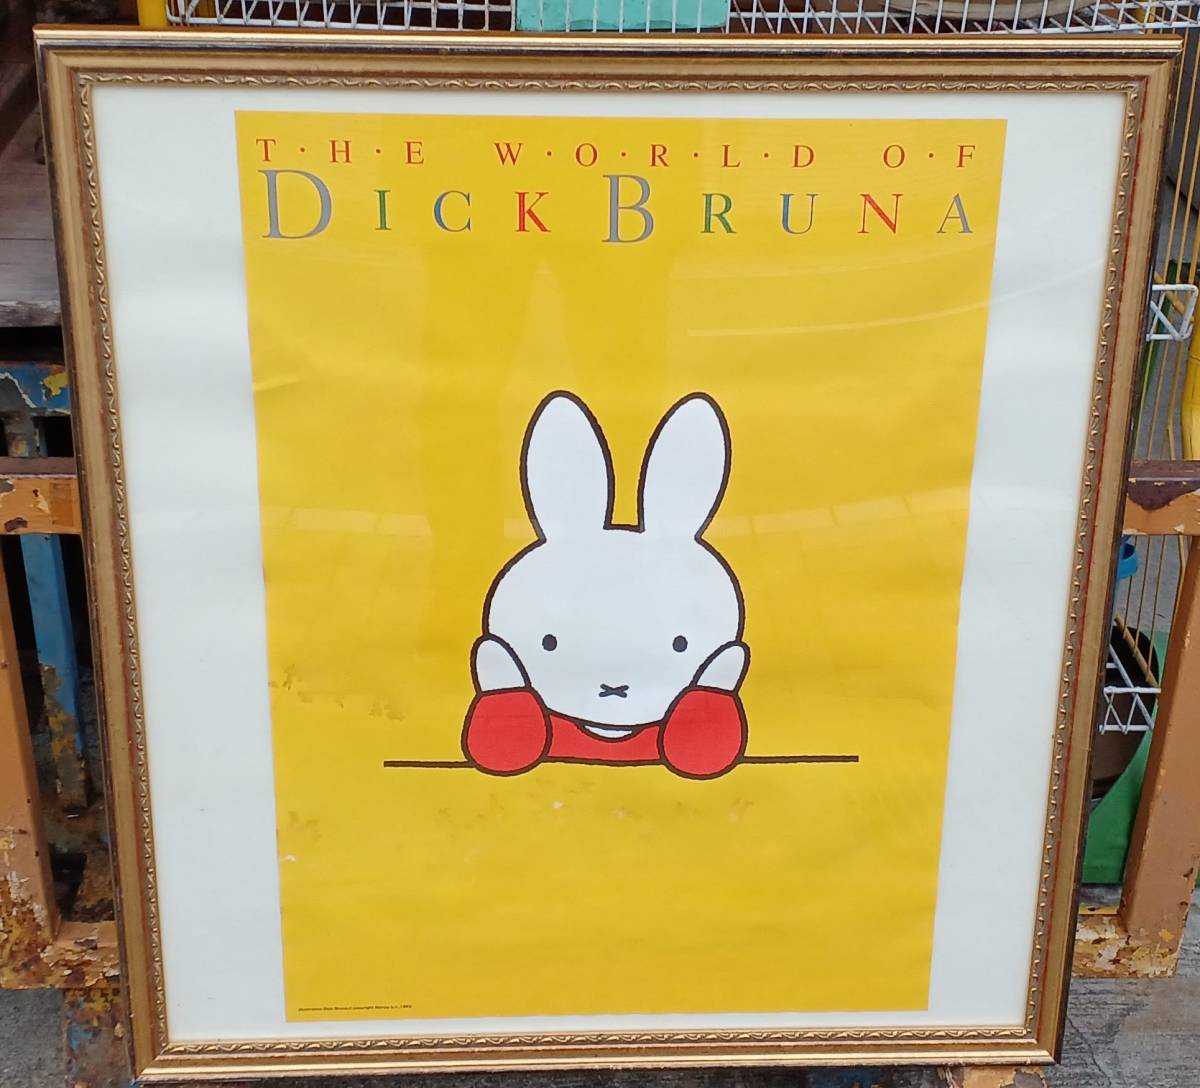 T·H·E W·O·R·L·D O·F
DICK BRUNA